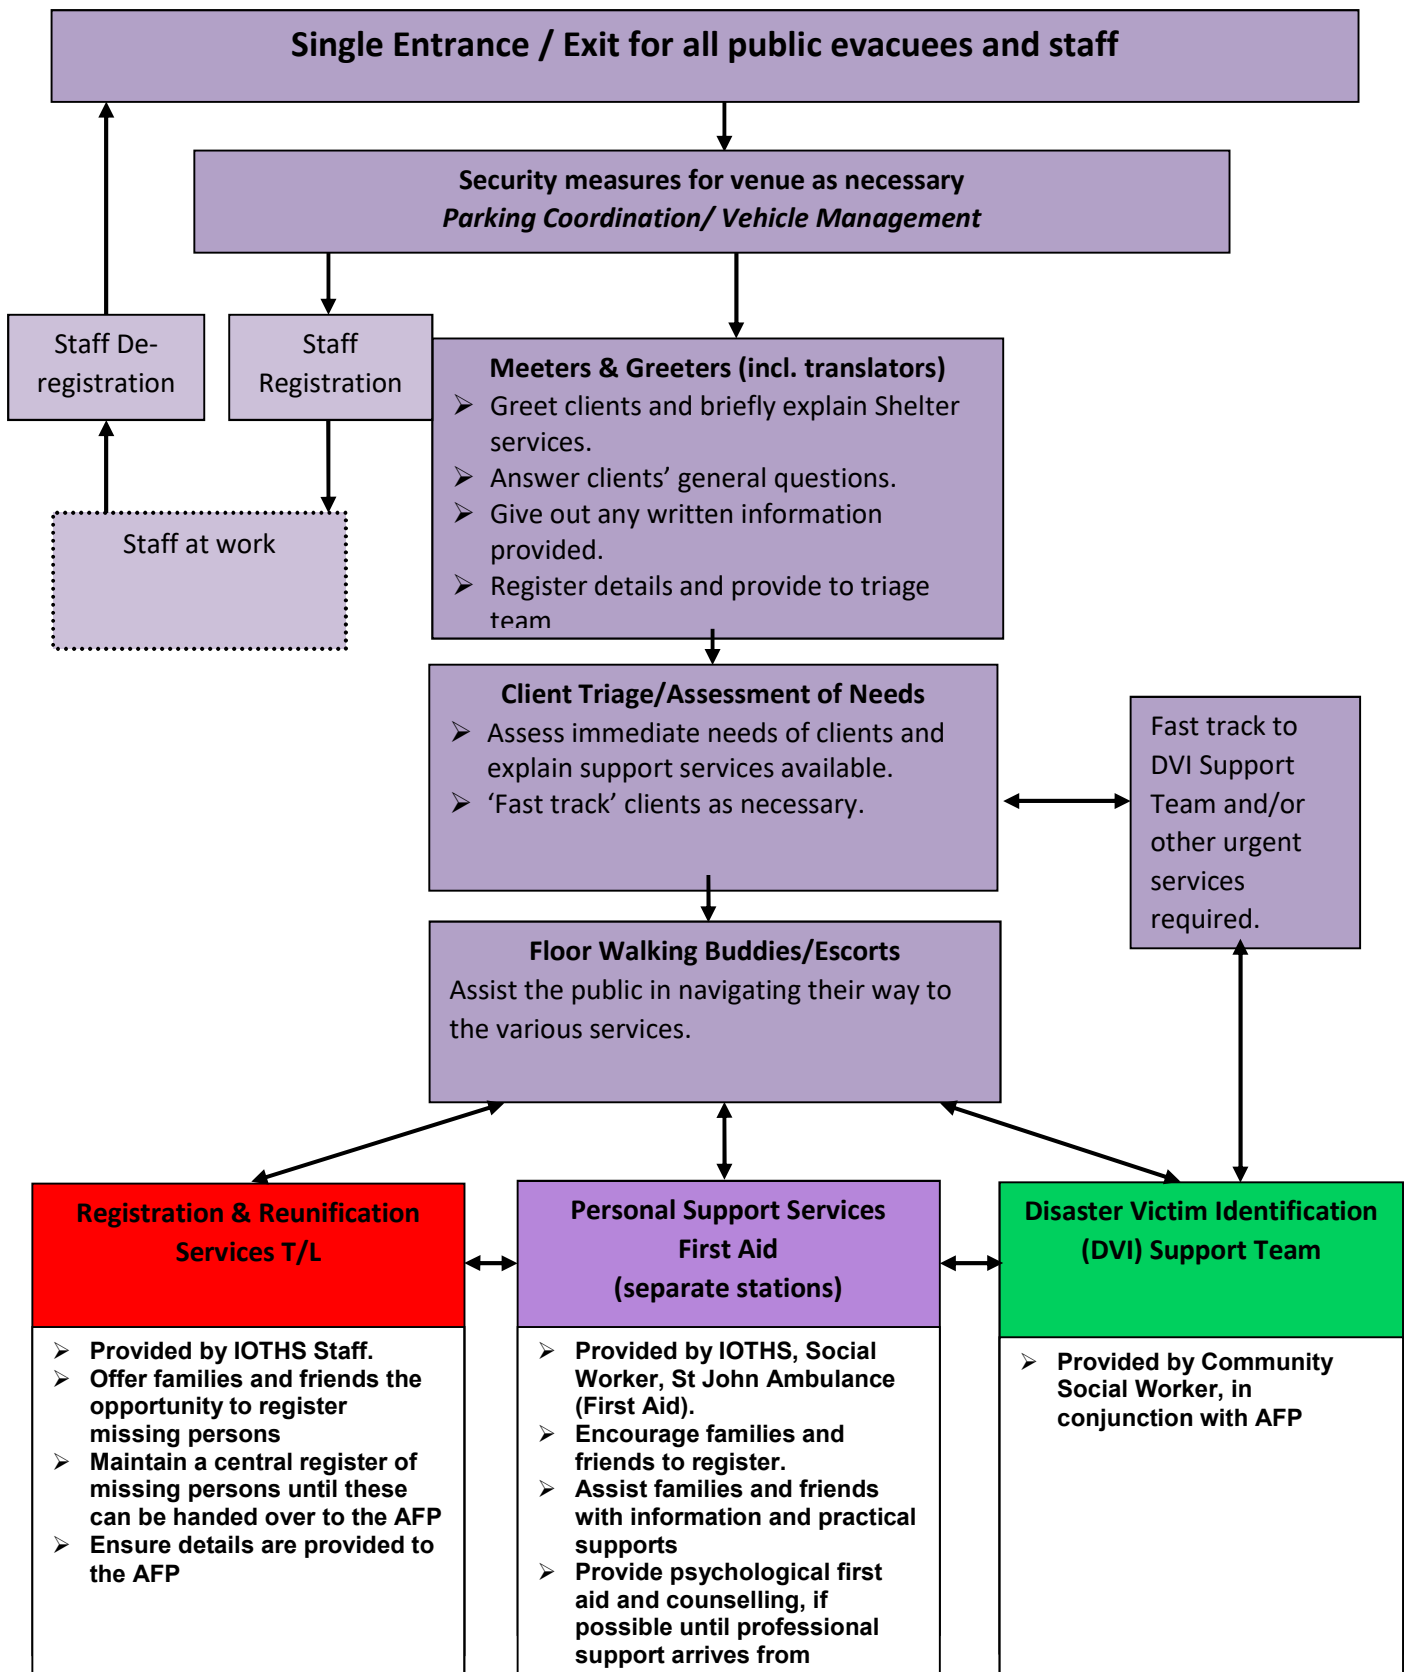 Single Entrance / Exit for all public evacuees and staff
Security measures for venue as necessary
Parking Coordination/ Vehicle Management
Staff De-
registration
Staff
Registration
Staff at work
Meeters & Greeters (incl. translators)
➢ Greet clients and briefly explain Shelter
services.
➢ Answer clients’ general questions.
➢ Give out any written information
provided.
➢ Register details and provide to triage
team
Client Triage/Assessment of Needs
➢ Assess immediate needs of clients and
explain support services available.
➢ ‘Fast track’ clients as necessary.
Fast track to
DVI Support
Team and/or
other urgent
services
required.
Floor Walking Buddies/Escorts
Assist the public in navigating their way to
the various services.
Registration & Reunification
Services T/L
➢ Provided by IOTHS Staff.
➢ Offer families and friends the
opportunity to register
missing persons
➢ Maintain a central register of
missing persons until these
can be handed over to the AFP
➢ Ensure details are provided to
the AFP
Personal Support Services
First Aid
(separate stations)
➢ Provided by IOTHS, Social
Worker, St John Ambulance
(First Aid).
➢ Encourage families and
friends to register.
➢ Assist families and friends
with information and practical
supports
➢ Provide psychological first
aid and counselling, if
possible until professional
support arrives from
Disaster Victim Identification
(DVI) Support Team
➢ Provided by Community
Social Worker, in
conjunction with AFP